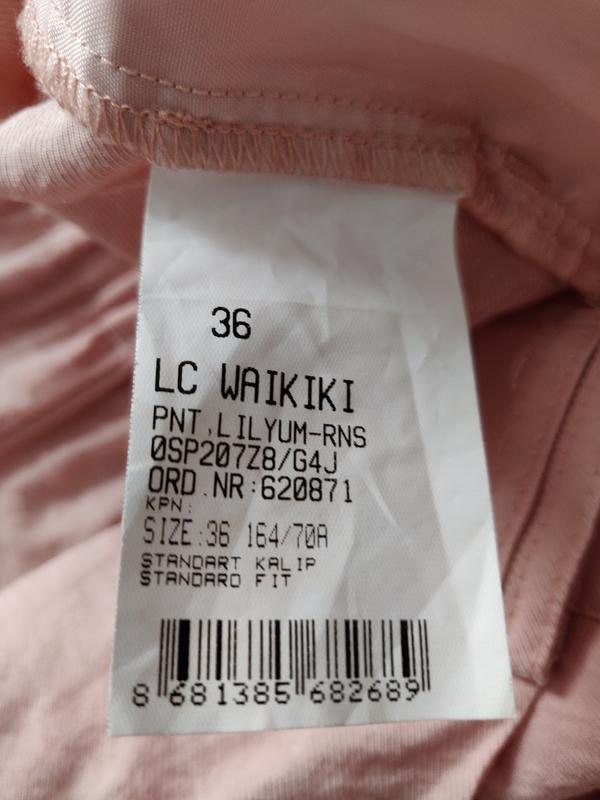 36
LC WAIKIKI
PNT,LILYUM-RNS
0SP207Z8/G4J
ORD.NR:620871
KPN:
SIZE:36 164/70A
STANDART KALIP
STANDARD FIT
8 681385 682689